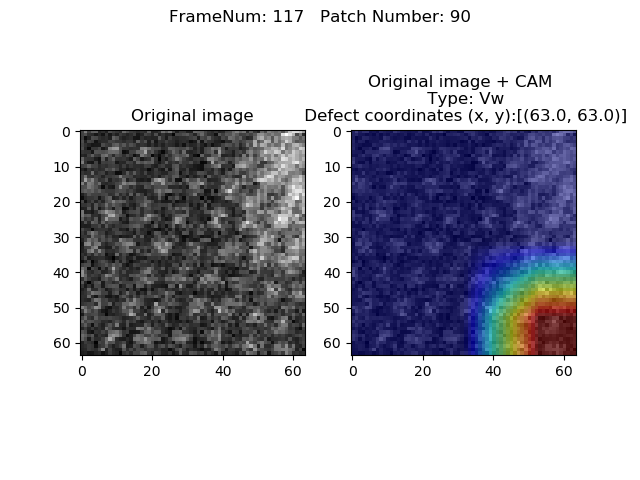 FrameNum: 117   Patch Number: 90
Original image
0
10
20
30
40
50
60
0 20 40 60
Original image + CAM
Type: Vw
Defect coordinates (x, y):[(63.0, 63.0)]
0
10
20
30
40
50
60
0 20 40 60